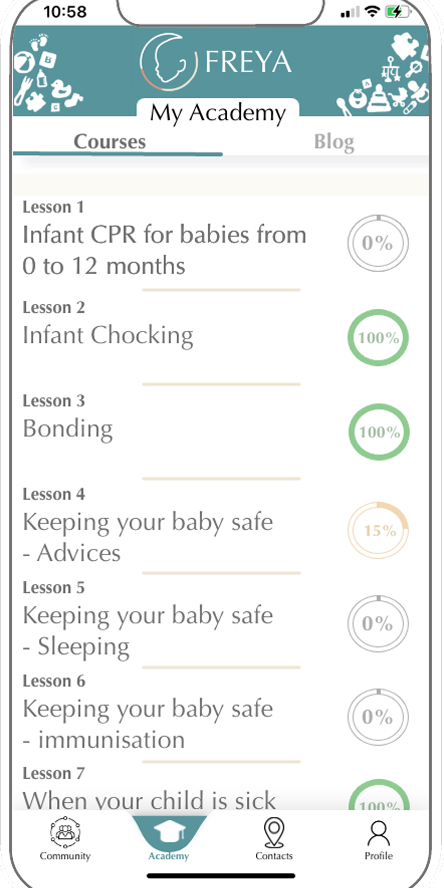 10:58
FREYA
My Academy
Courses Blog
Lesson 1
Infant CPR for babies from
0 to 12 months
0%
Lesson 2
Infant Chocking
100%
Lesson 3
Bonding
100%
Lesson 4
Keeping your baby safe
- Advices
15%
Lesson 5
Keeping your baby safe
- Sleeping
0%
Lesson 6
Keeping your baby safe
- immunisation
0%
Lesson 7
When your child is sick
100%
Community Academy Contacts Profile